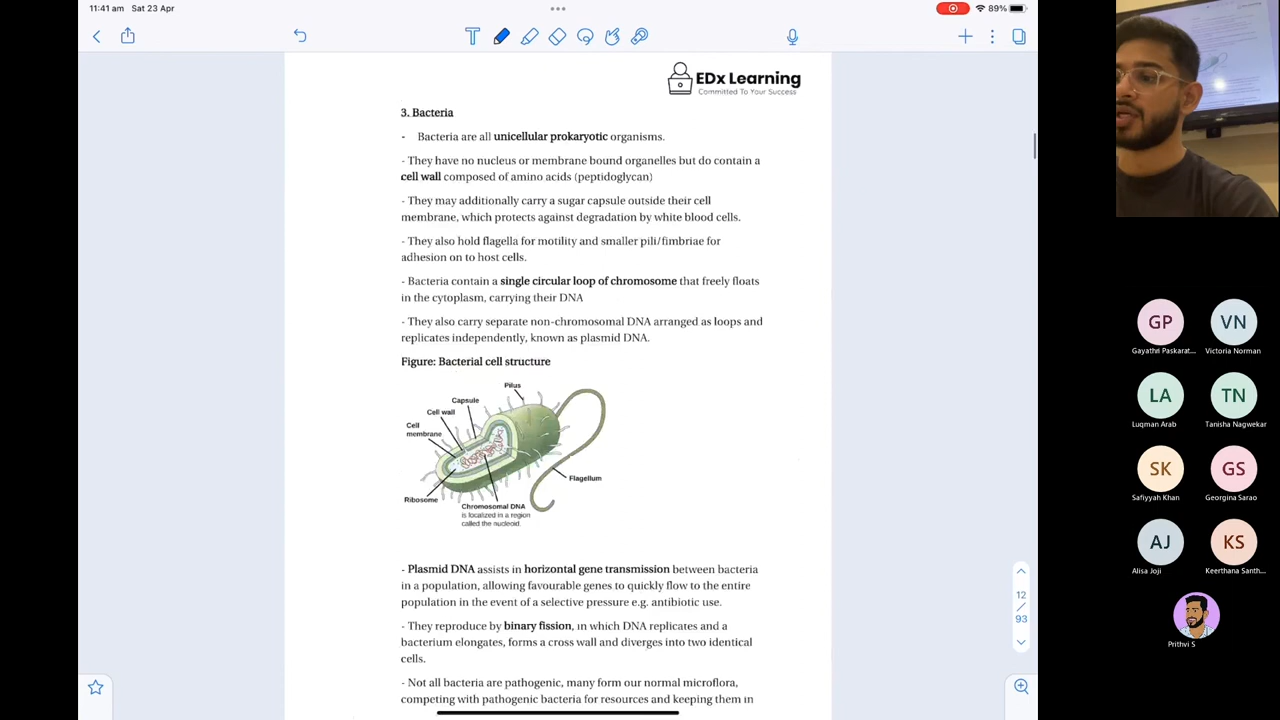 11:41 am Sat 23 Apr
89%
EDx Learning
Committed To Your Success
3. Bacteria
- Bacteria are all unicellular prokaryotic organisms.
- They have no nucleus or membrane bound organelles but do contain a
cell wall composed of amino acids (peptidoglycan)
- They may additionally carry a sugar capsule outside their cell
membrane, which protects against degradation by white blood cells.
- They also hold flagella for motility and smaller pili/fimbriae for
adhesion on to host cells.
- Bacteria contain a single circular loop of chromosome that freely floats
in the cytoplasm, carrying their DNA
- They also carry separate non-chromosomal DNA arranged as loops and
replicates independently, known as plasmid DNA.
Figure: Bacterial cell structure
Pilus
Capsule
Cell wall
Cell
membrane
Ribosome
Chromosomal DNA
is localized in a region
called the nucleoid.
Flagellum
- Plasmid DNA assists in horizontal gene transmission between bacteria
in a population, allowing favourable genes to quickly flow to the entire
population in the event of a selective pressure e.g. antibiotic use.
- They reproduce by binary fission, in which DNA replicates and a
bacterium elongates, forms a cross wall and diverges into two identical
cells.
- Not all bacteria are pathogenic, many form our normal microflora,
competing with pathogenic bacteria for resources and keeping them in
12
/
93
GP
Gayathri Paskarat...
VN
Victoria Norman
LA
Luqman Arab
TN
Tanisha Nagwekar
SK
Safiyyah Khan
GS
Georgina Sarao
AJ
Alisa Joji
KS
Keerthana Santh...
Prithvi S